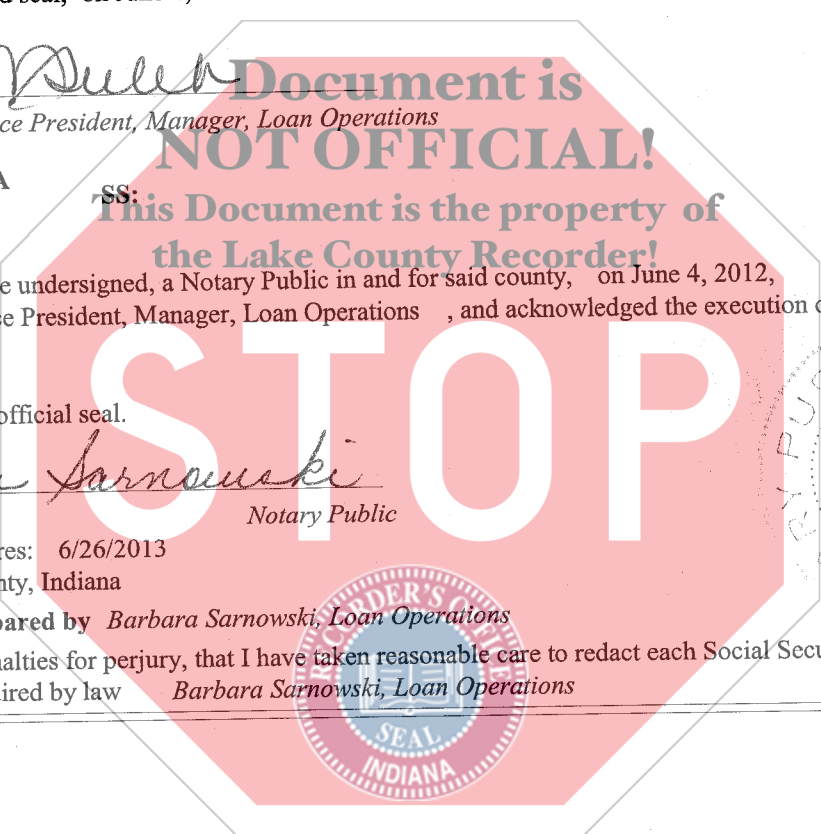 d seal,
ce President, Manager, Loan Operations
A SS:
Document is
NOT OFFICIAL!
This Document is the property of
the Lake County Recorder!
e undersigned, a Notary Public in and for said county, on June 4, 2012,
e President, Manager, Loan Operations , and acknowledged the execution
STOP
official seal.
Sarnowski
Notary Public
res: 6/26/2013
nty, Indiana
pared by Barbara Sarnowski, Loan Operations
nalties for perjury, that I have taken reasonable care to redact each Social Secu
ired by law Barbara Sarnowski, Loan Operations
RECORDER'S OFFICE
SEAL
INDIANA
RY PU